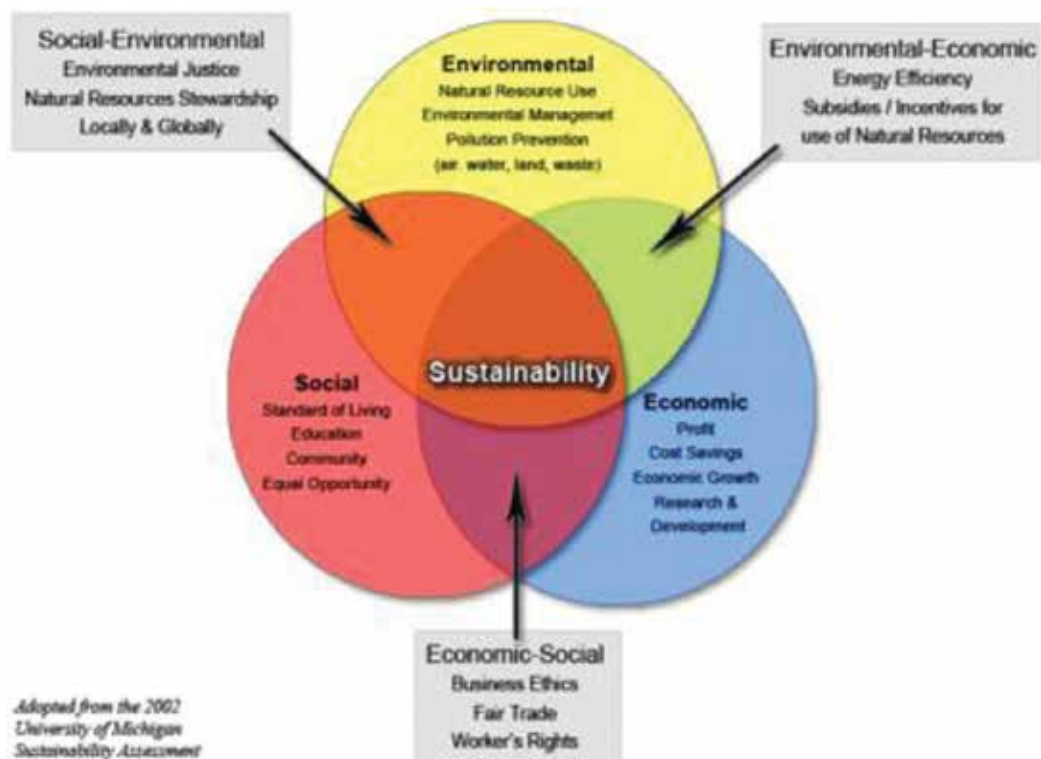 Social-Environmental
Environmental Justice
Natural Resources Stewardship
Locally & Globally
Environmental
Natural Resource Use
Environmental Managemet
Pollution Prevention
(air. water, land, waste)
Environmental-Economic
Energy Efficiency
Subsidies / Incentives for
use of Natural Resources
Sustainability
Social
Standard of Living
Education
Community
Equal Opportunity
Economic
Profit
Cost Savings
Economic Growth
Research &
Development
Economic-Social
Business Ethics
Fair Trade
Worker's Rights
Adopted from the 2002
University of Michigan
Sustainability Assessment